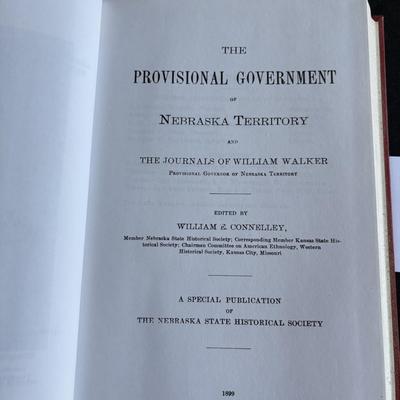 THE
PROVISIONAL GOVERNMENT
OF
NEBRASKA TERRITORY
AND
THE JOURNALS OF WILLIAM WALKER
PROVISIONAL GOVERNOR OF NEBRASKA TERRITORY
EDITED BY
WILLIAM E. CONNELLEY,
Member Nebraska State Historical Society; Corresponding Member Kansas State His-
torical Society; Chairman Committee on American Ethnology, Western
Historical Society, Kansas City, Missouri
A SPECIAL PUBLICATION
OF
THE NEBRASKA STATE HISTORICAL SOCIETY
1899